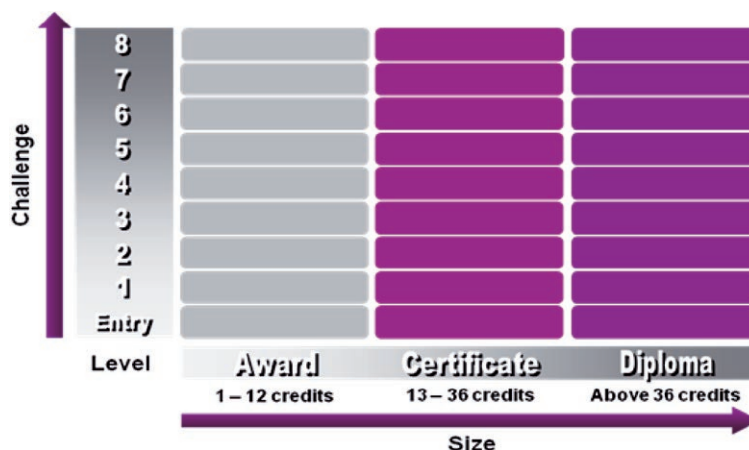 Challenge
8
7
6
5
4
3
2
1
Entry
Level
Award
Certificate
Diploma
1 – 12 credits
13 – 36 credits
Above 36 credits
Size